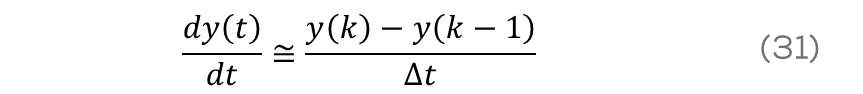 dy(t)/dt ≅ (y(k) − y(k − 1))/Δt (31)